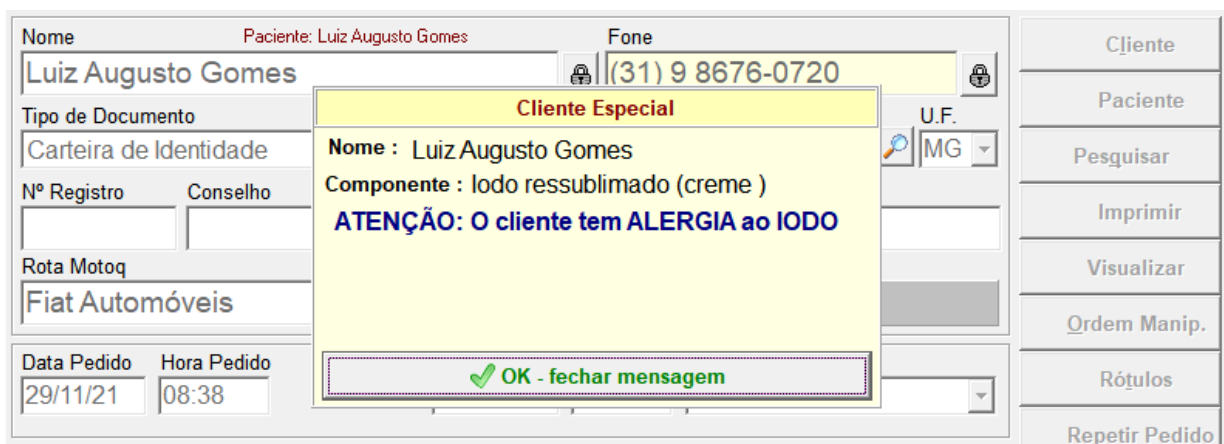 Nome Paciente: Luiz Augusto Gomes Fone
Luiz Augusto Gomes (31) 9 8676-0720
Tipo de Documento U.F.
Carteira de Identidade MG
Nº Registro Conselho
Rota Motoq
Fiat Automóveis
Data Pedido Hora Pedido
29/11/21 08:38
Cliente Especial
Nome : Luiz Augusto Gomes
Componente : Iodo ressublimado (creme )
ATENÇÃO: O cliente tem ALERGIA ao IODO
OK - fechar mensagem
Cliente
Paciente
Pesquisar
Imprimir
Visualizar
Ordem Manip.
Rótulos
Repetir Pedido